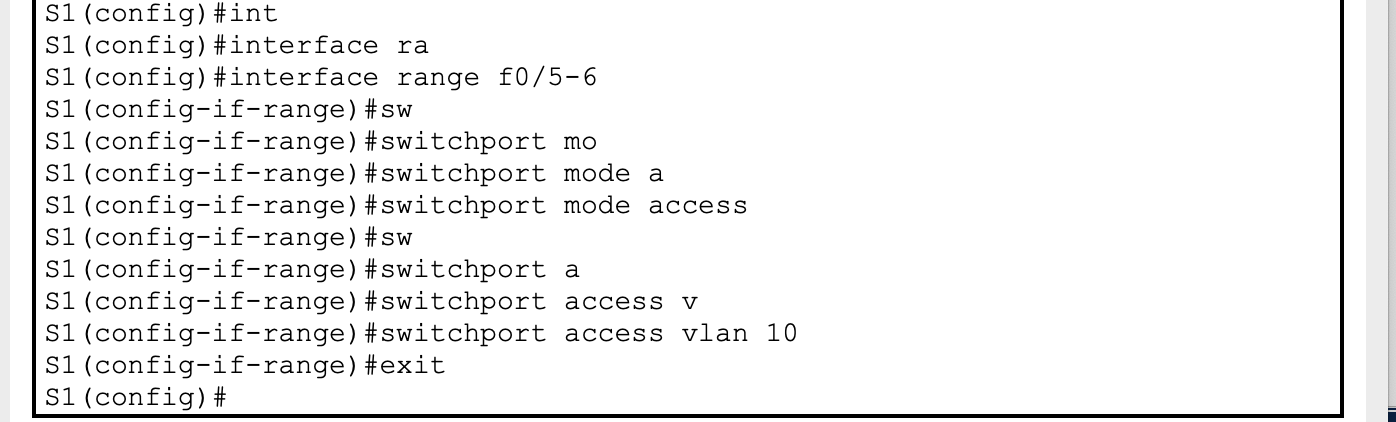 S1(config)#int
S1(config)#interface ra
S1(config)#interface range f0/5-6
S1(config-if-range)#sw
S1(config-if-range)#switchport mo
S1(config-if-range)#switchport mode a
S1(config-if-range)#switchport mode access
S1(config-if-range)#sw
S1(config-if-range)#switchport a
S1(config-if-range)#switchport access v
S1(config-if-range)#switchport access vlan 10
S1(config-if-range)#exit
S1(config)#